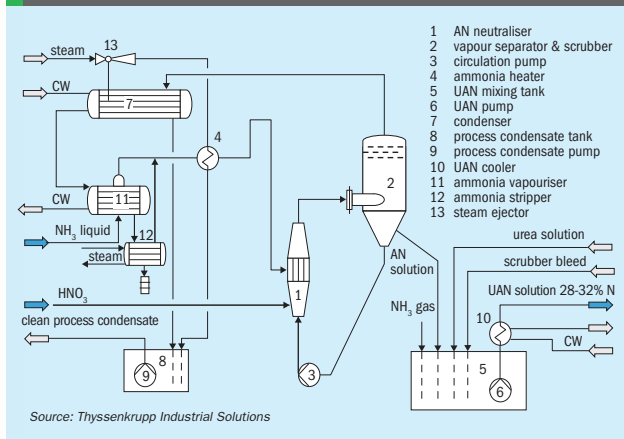 steam
13
CW
7
4
11
CW
NH3 liquid
12
steam
HNO3
clean process condensate
8
9
1
2
3
AN
solution
NH3 gas
urea solution
scrubber bleed
UAN solution 28-32% N
10
CW
5
6
1 AN neutraliser
2 vapour separator & scrubber
3 circulation pump
4 ammonia heater
5 UAN mixing tank
6 UAN pump
7 condenser
8 process condensate tank
9 process condensate pump
10 UAN cooler
11 ammonia vapouriser
12 ammonia stripper
13 steam ejector
Source: Thyssenkrupp Industrial Solutions